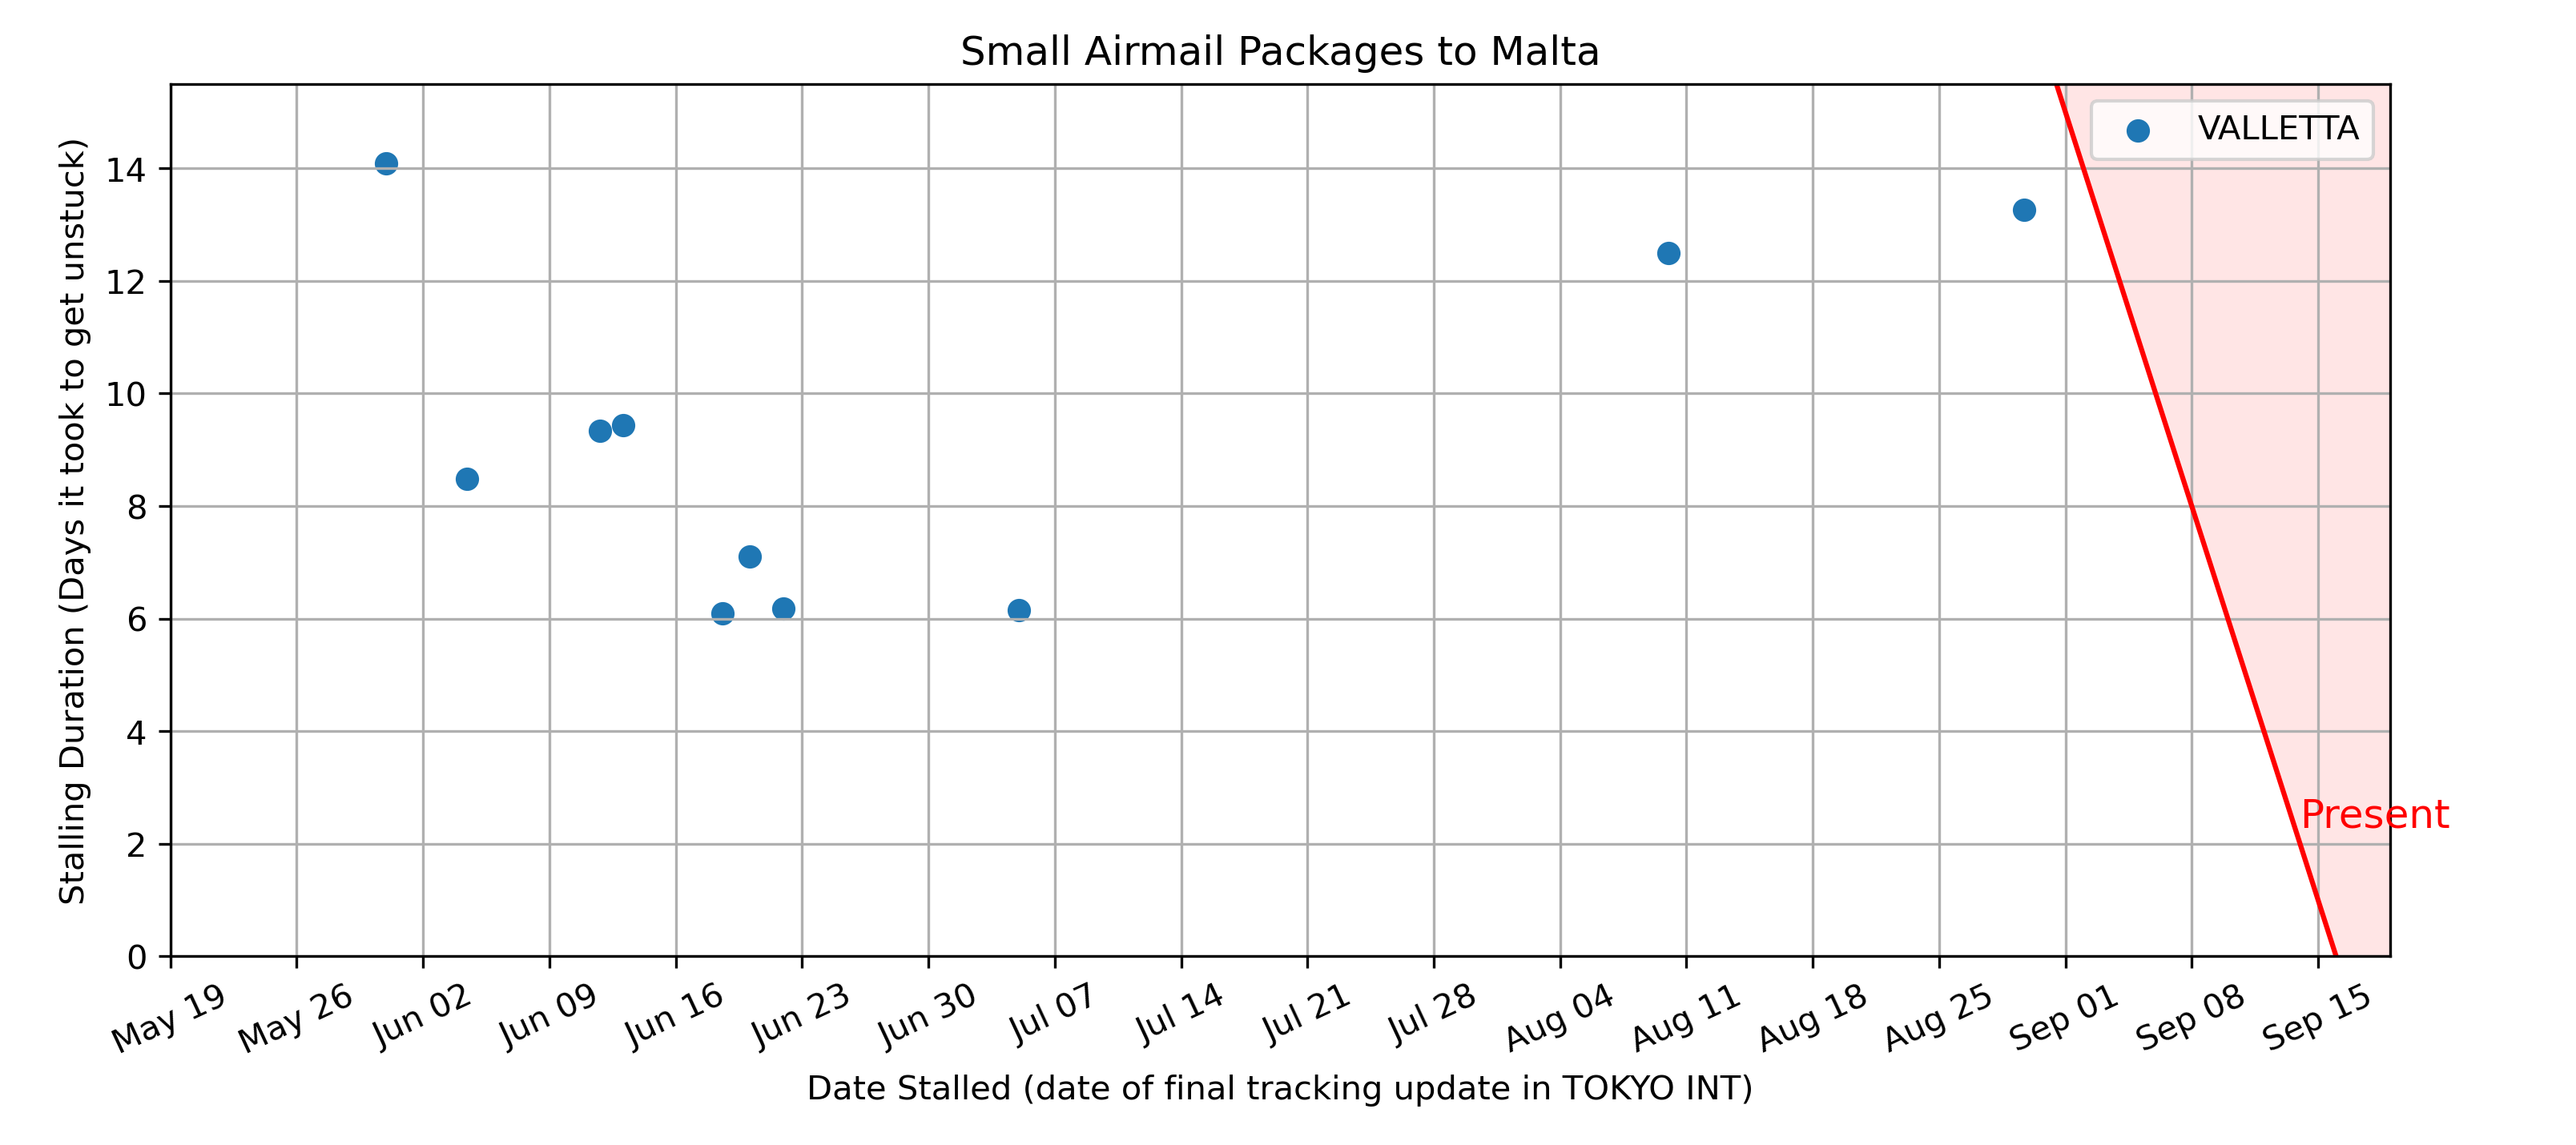 Small Airmail Packages to Malta
VALLETTA
Stalling Duration (Days it took to get unstuck)
14
12
10
8
6
4
2
0
Present
May 19
May 26
Jun 02
Jun 09
Jun 16
Jun 23
Jun 30
Jul 07
Jul 14
Jul 21
Jul 28
Aug 04
Aug 11
Aug 18
Aug 25
Sep 01
Sep 08
Sep 15
Date Stalled (date of final tracking update in TOKYO INT)